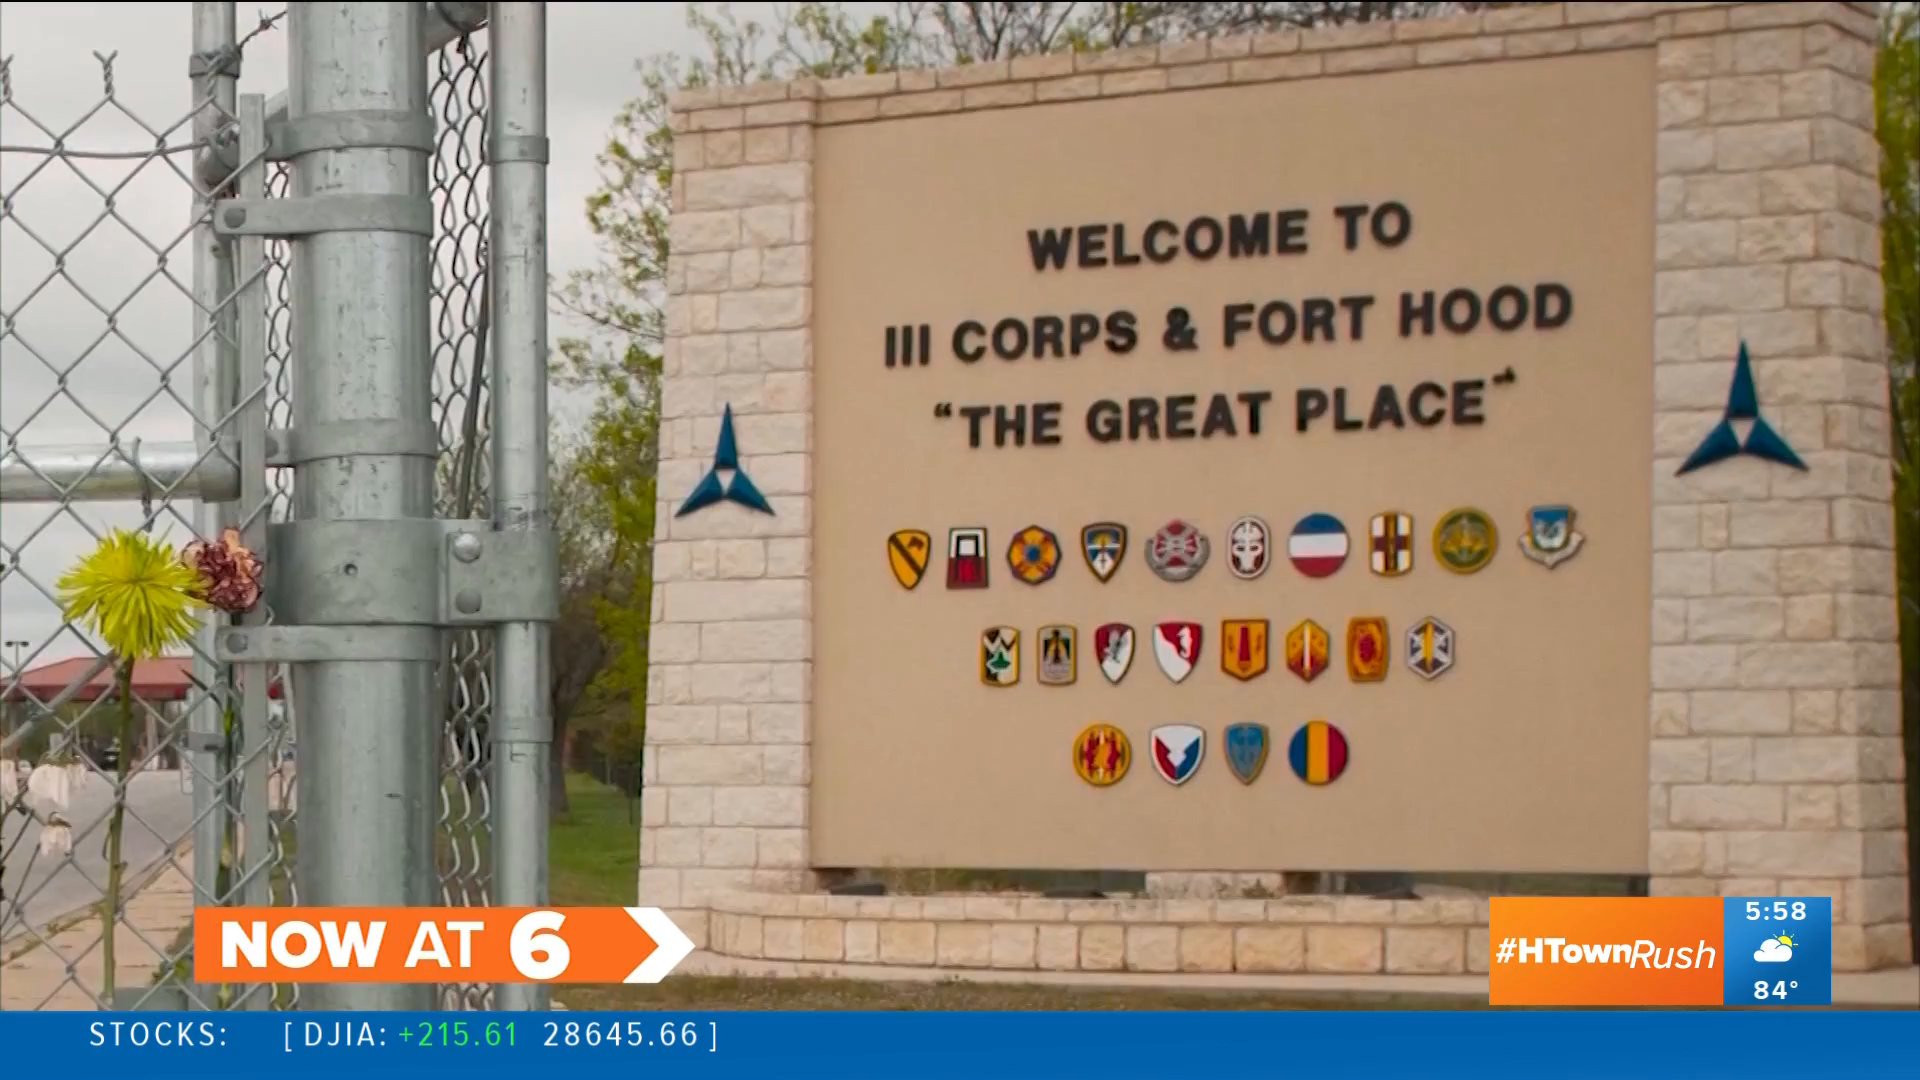 WELCOME TO
III CORPS & FORT HOOD
"THE GREAT PLACE"
NOW AT 6
#HTownRush
5:58
84°
STOCKS: [ DJIA: +215.61 28645.66 ]